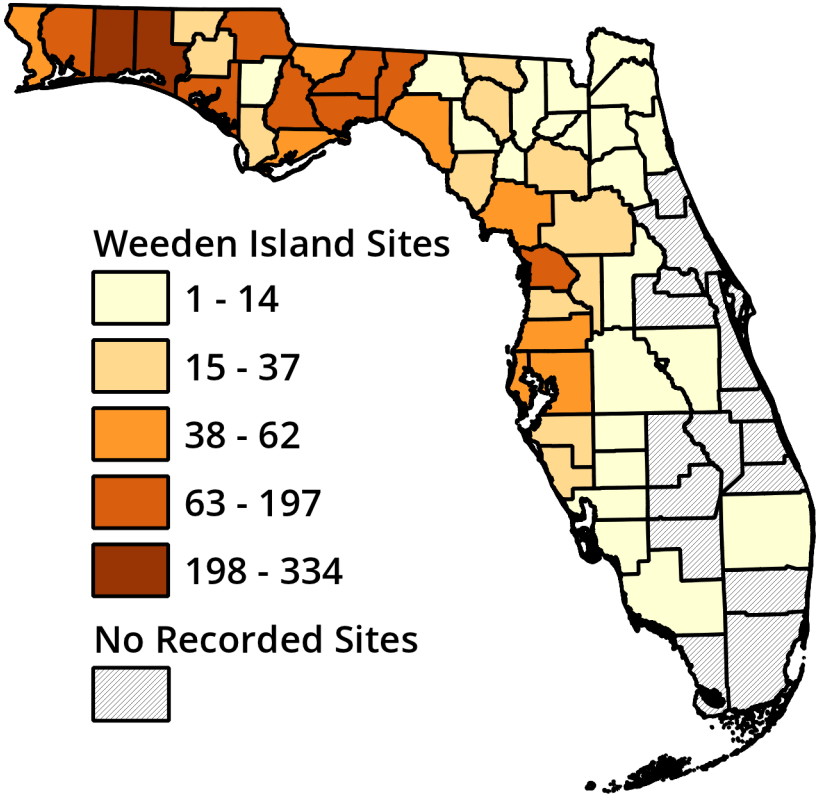 Weeden Island Sites
1 - 14
15 - 37
38 - 62
63 - 197
198 - 334
No Recorded Sites